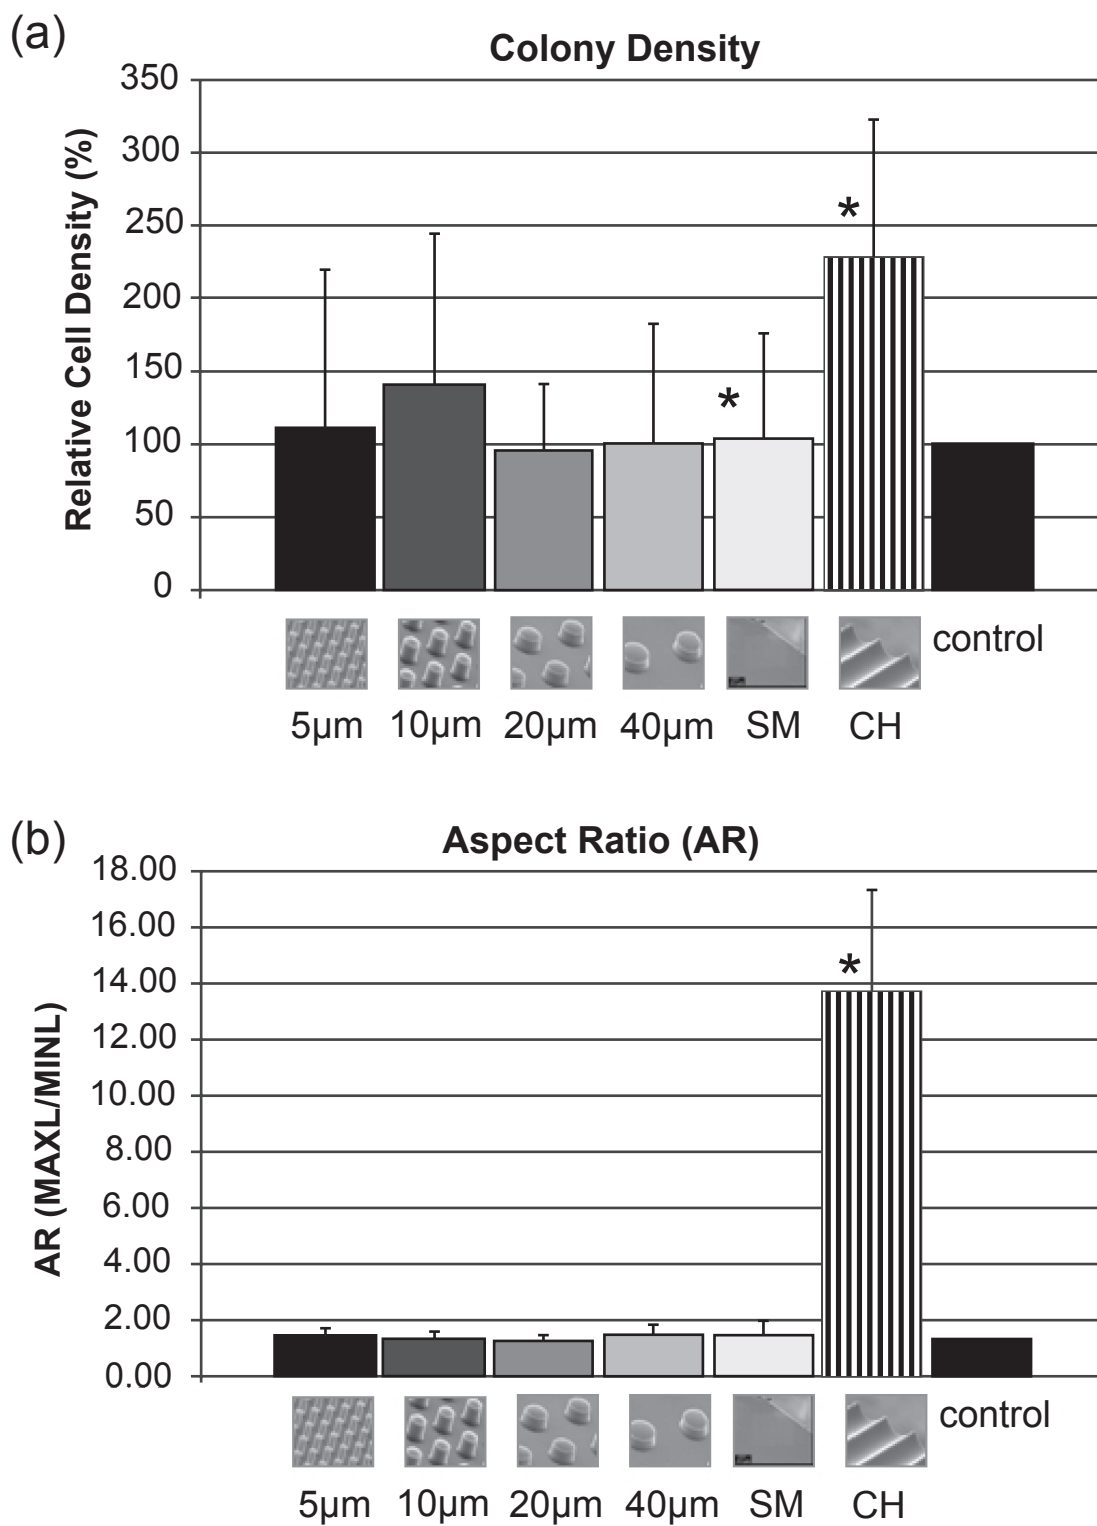 (a)
Colony Density
Relative Cell Density (%)
350
300
250
200
150
100
50
0
*
*
control
5µm 10µm 20µm 40µm SM CH
(b)
Aspect Ratio (AR)
AR (MAXL/MINL)
18.00
16.00
14.00
12.00
10.00
8.00
6.00
4.00
2.00
0.00
*
control
5µm 10µm 20µm 40µm SM CH